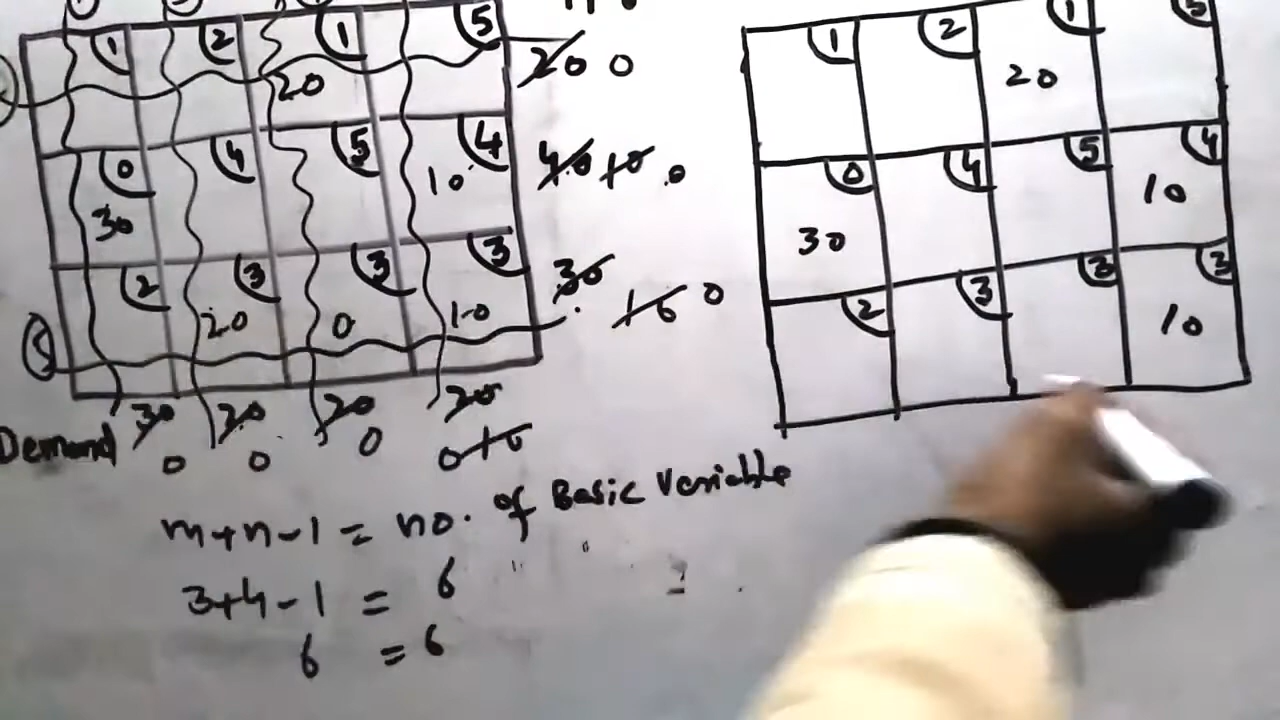 1 2 1 5
20
20 0
0 4 5 4
30 10
40 10 0
2 3 3 3
20 0 10
30
10 0
Demand 30 20 20 20
0 0 0 0 10
m+n-1 = no. of Basic Variable
3+4-1 = 6
6 = 6
1 2 1
20
0 4 5 4
30 10
2 3 3 3
10